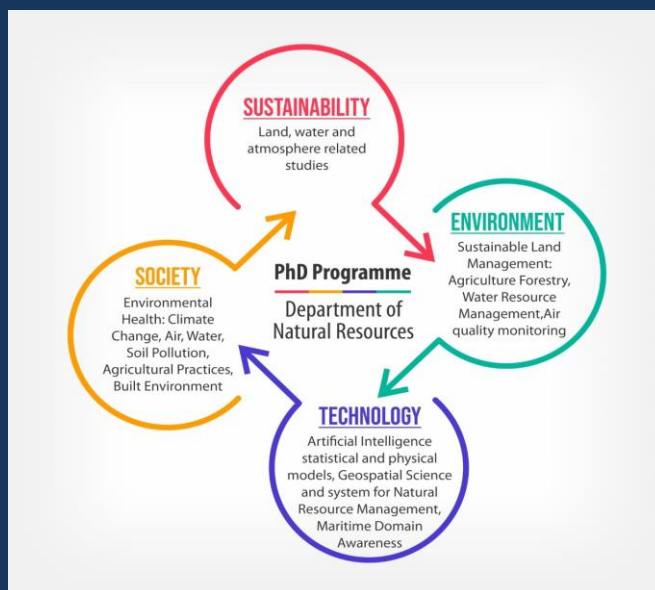 SUSTAINABILITY
Land, water and
atmosphere related
studies
ENVIRONMENT
Sustainable Land
Management:
Agriculture Forestry,
Water Resource
Management,Air
quality monitoring
PhD Programme
Department of
Natural Resources
SOCIETY
Environmental
Health: Climate
Change, Air, Water,
Soil Pollution,
Agricultural Practices,
Built Environment
TECHNOLOGY
Artificial Intelligence
statistical and physical
models, Geospatial Science
and system for Natural
Resource Management,
Maritime Domain
Awareness